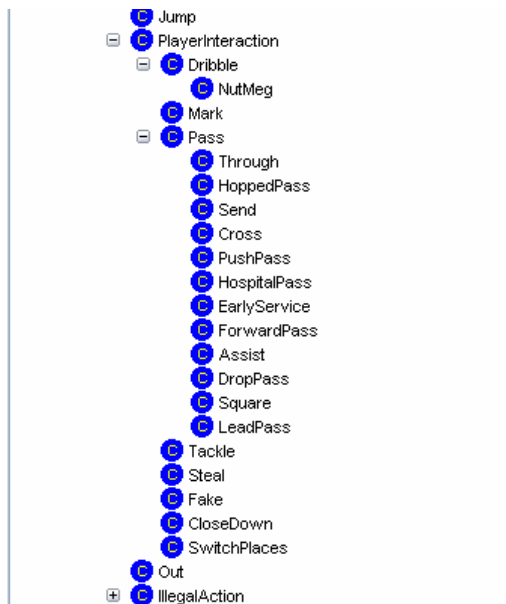 C Jump
C PlayerInteraction
C Dribble
C NutMeg
C Mark
C Pass
C Through
C HoppedPass
C Send
C Cross
C PushPass
C HospitalPass
C EarlyService
C ForwardPass
C Assist
C DropPass
C Square
C LeadPass
C Tackle
C Steal
C Fake
C CloseDown
C SwitchPlaces
C Out
C IllegalAction